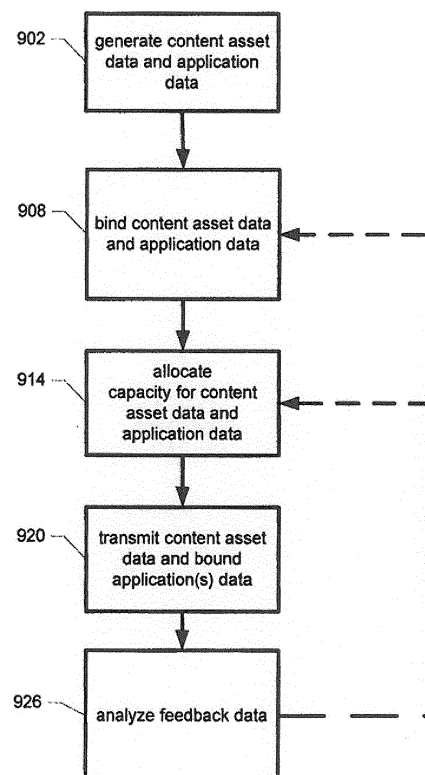 902
generate content asset
data and application
data
908
bind content asset data
and application data
914
allocate
capacity for content
asset data and
application data
920
transmit content asset
data and bound
application(s) data
926
analyze feedback data